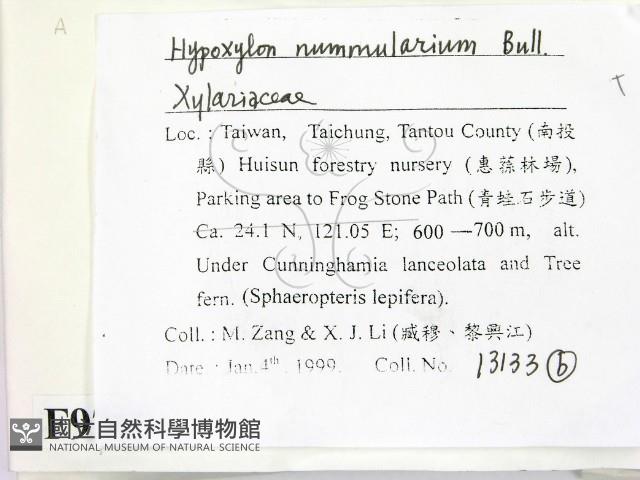 A
Hypoxylon nummularium Bull.
Xylariaceae
Loc. : Taiwan, Taichung, Tantou County (南投
縣) Huisun forestry nursery (惠蓀林場),
Parking area to Frog Stone Path (青蛙石步道)
Ca. 24.1 N, 121.05 E; 600 —700 m, alt.
Under Cunninghamia lanceolata and Tree
fern. (Sphaeropteris lepifera).
Coll. : M. Zang & X. J. Li (臧穆、黎興江)
Date : Jan. 4th . 1999. Coll. No. 13133 (b)
國立自然科學博物館
NATIONAL MUSEUM OF NATURAL SCIENCE